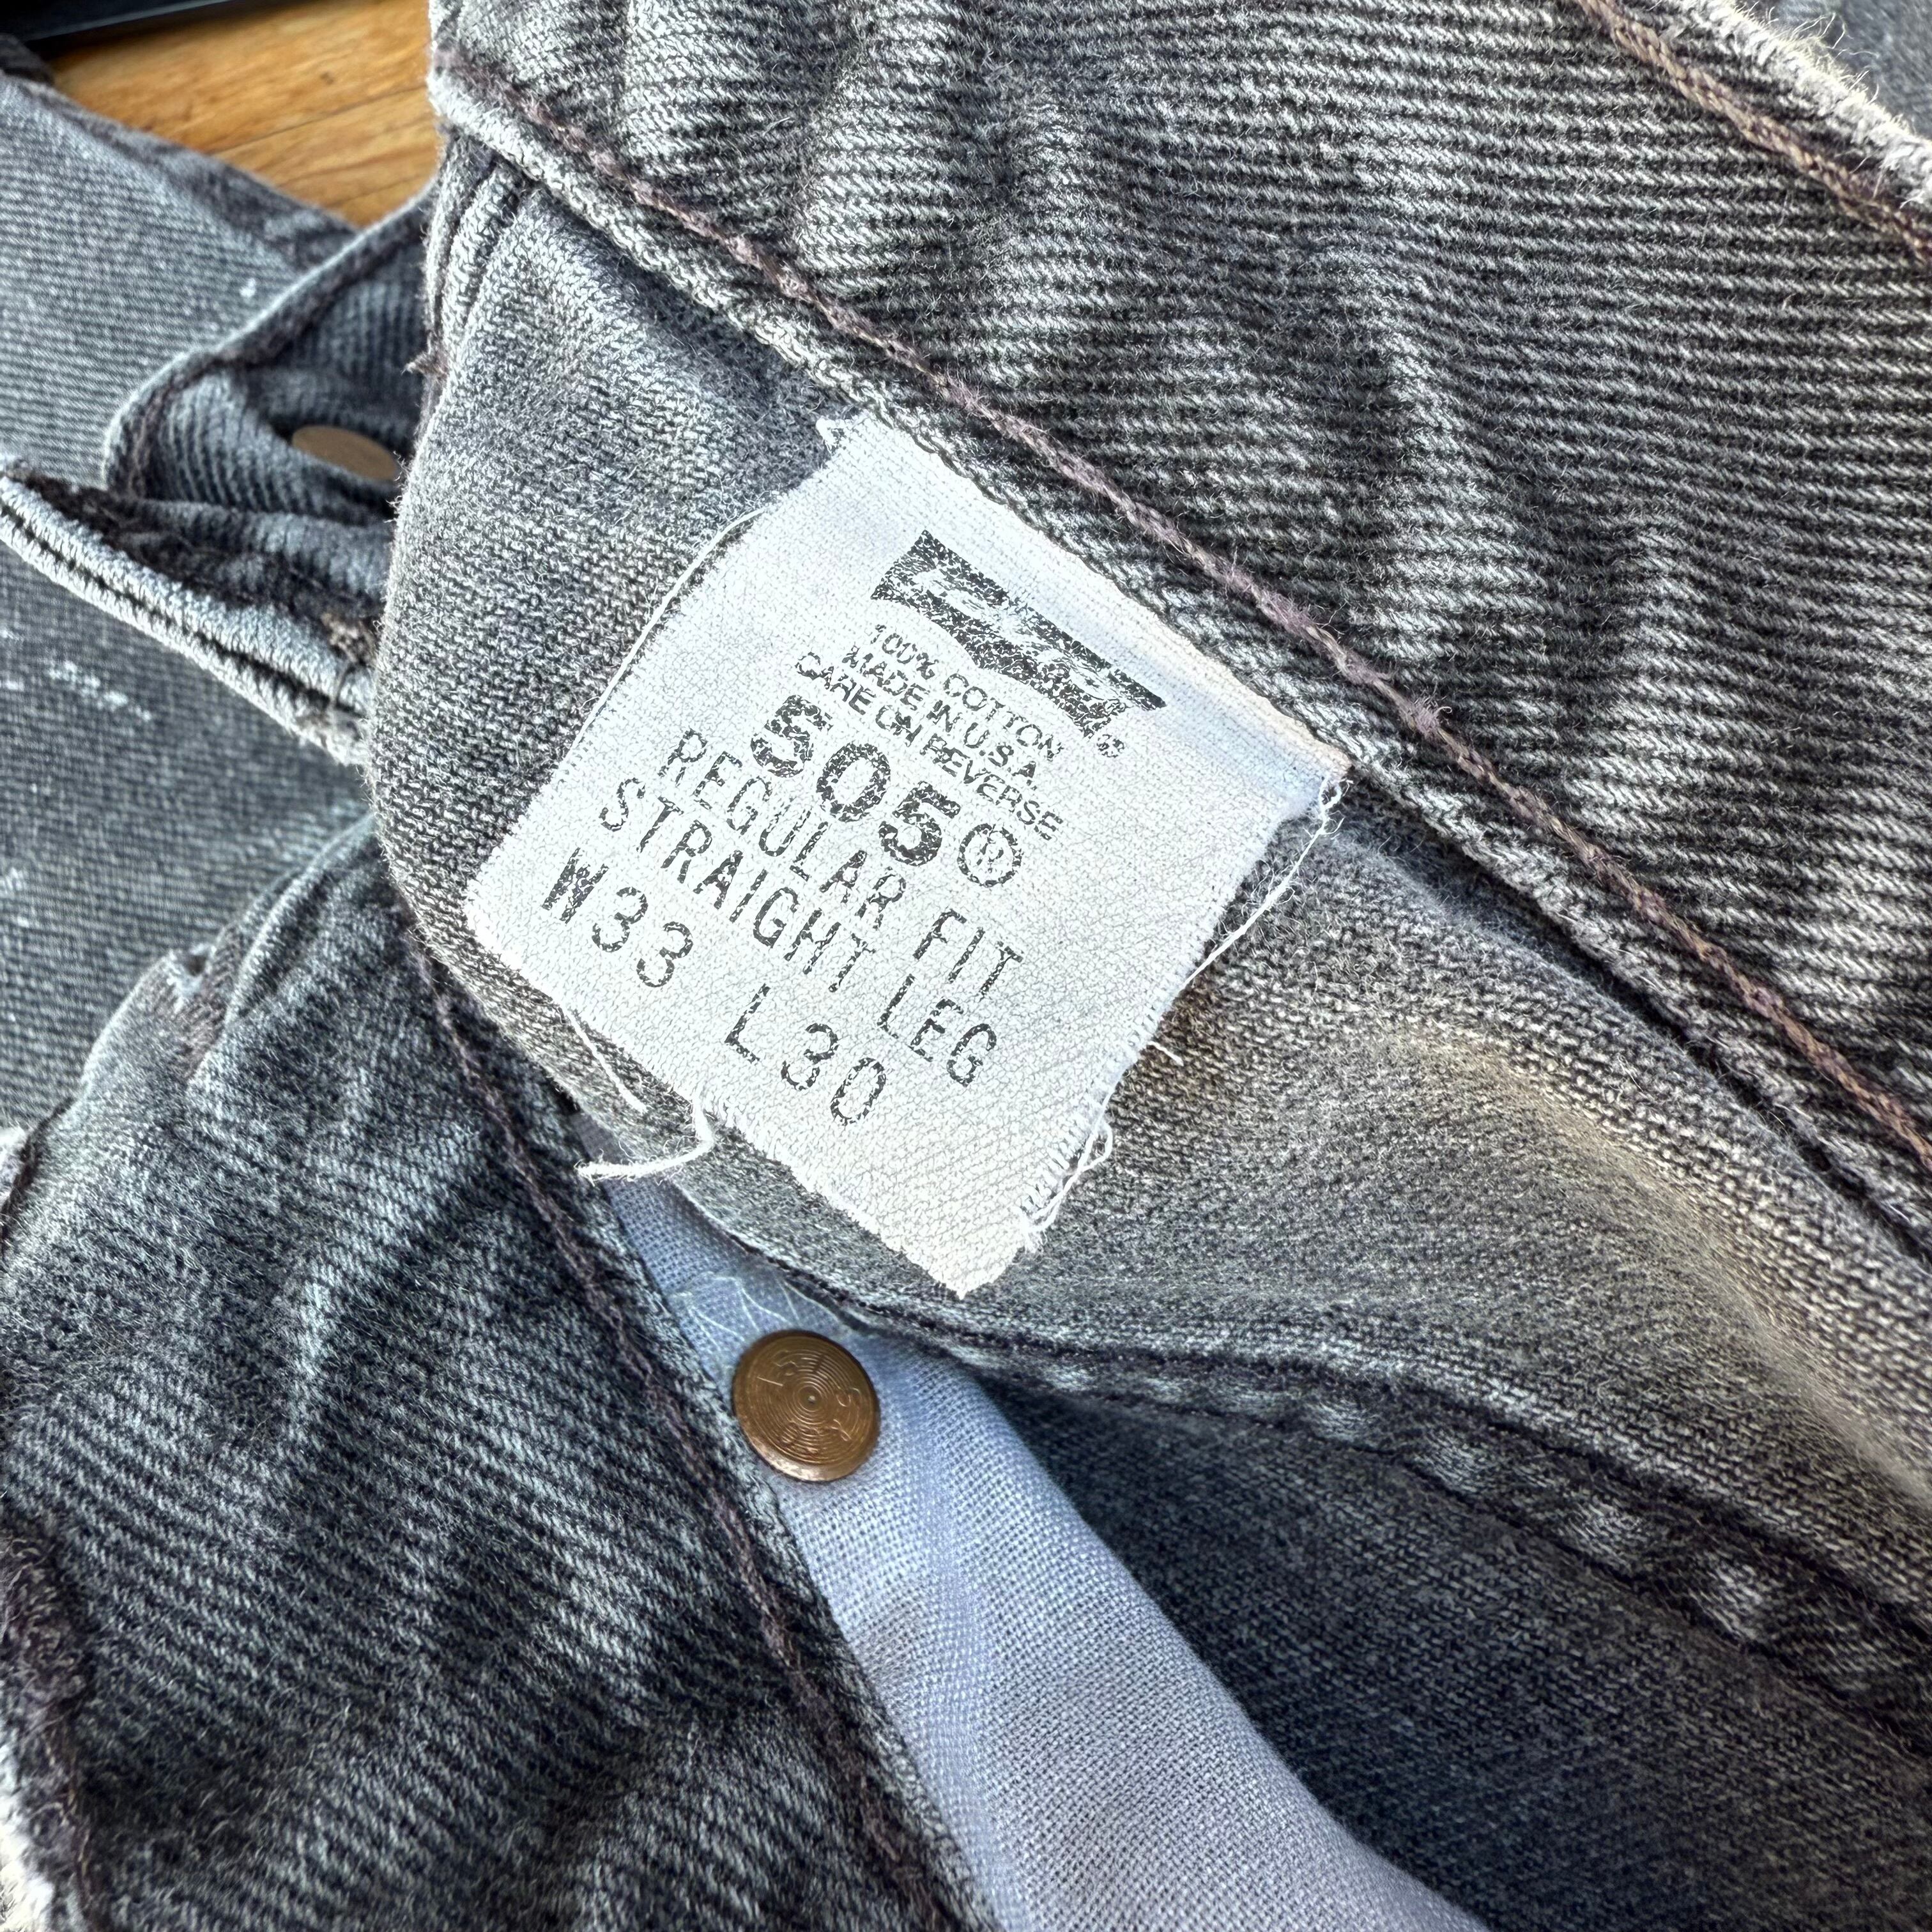 100% COTTON
MADE IN U.S.A.
CARE ON REVERSE
505®
REGULAR FIT
STRAIGHT LEG
W33 L30